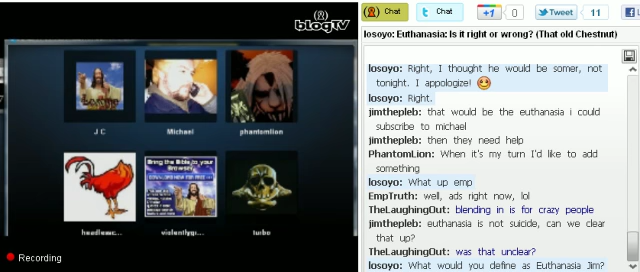 blogTV
J C
Michael
phantomlion
headlessc...
violentlygr...
turbo
Bring the Bible to your
Browser
Recording
Chat
Chat
+1
0
Tweet
11
L
losoyo: Euthanasia: Is it right or wrong? (That old Chestnut)
losoyo: Right, I thought he would be somer, not
tonight. I appologize!
losoyo: Right.
jimthepleb: that would be the euthanasia i could
subscribe to michael
jimthepleb: then they need help
PhantomLion: When it's my turn I'd like to add
something
losoyo: What up emp
EmpTruth: well, ads right now, lol
TheLaughingOut: blending in is for crazy people
jimthepleb: euthanasia is not suicide, can we clear
that up?
TheLaughingOut: was that unclear?
losoyo: What would you define as Euthanasia Jim?